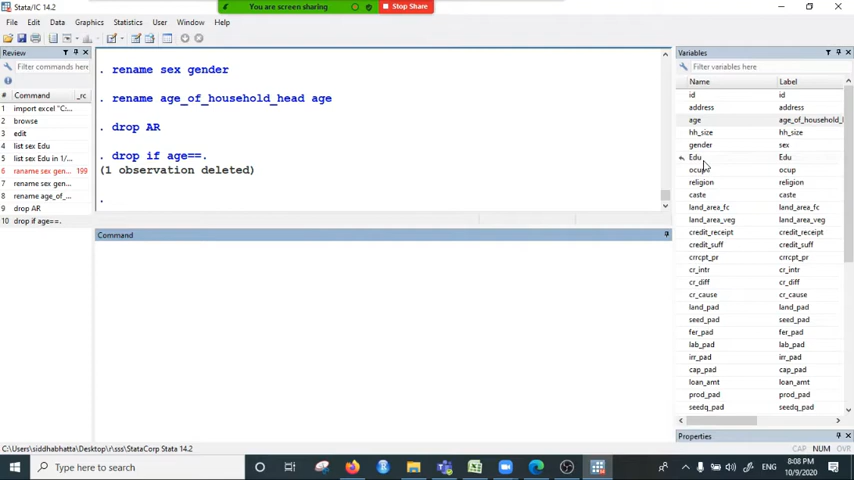 Stata/IC 14.2
You are screen sharing
Stop Share
File Edit Data Graphics Statistics User Window Help
Review
Filter commands here
# Command _rc
1 import excel "C:...
2 browse
3 edit
4 list sex Edu
5 list sex Edu in 1/...
6 rename sex gen... 199
7 rename sex gen...
8 rename age_of...
9 drop AR
10 drop if age==.
. rename sex gender
. rename age_of_household_head age
. drop AR
. drop if age==.
(1 observation deleted)
.
Command
Variables
Filter variables here
Name Label
id id
address address
age age_of_household_l
hh_size hh_size
gender sex
Edu Edu
ocup ocup
religion religion
caste caste
land_area_fc land_area_fc
land_area_veg land_area_veg
credit_receipt credit_receipt
credit_suff credit_suff
crrcpt_pr crrcpt_pr
cr_intr cr_intr
cr_diff cr_diff
cr_cause cr_cause
land_pad land_pad
seed_pad seed_pad
fer_pad fer_pad
lab_pad lab_pad
irr_pad irr_pad
cap_pad cap_pad
loan_amt loan_amt
prod_pad prod_pad
seedq_pad seedq_pad
Properties
C:\Users\siddhabhatta\Desktop\r\sss\StataCorp Stata 14.2
CAP NUM OVR
Type here to search
ENG
8:08 PM
10/9/2020